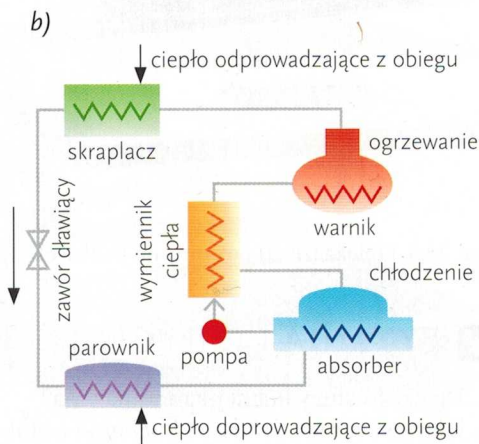 b)
ciepło odprowadzające z obiegu
skraplacz
ogrzewanie
warnik
zawór dławiący
wymiennik
ciepła
chłodzenie
parownik
pompa
absorber
ciepło doprowadzające z obiegu